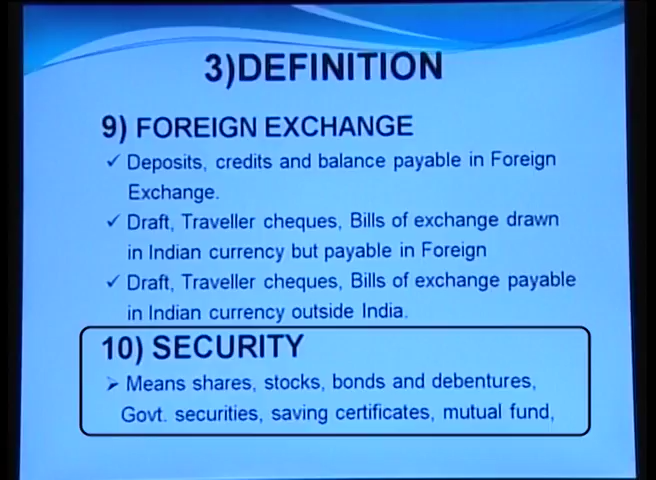 3)DEFINITION
9) FOREIGN EXCHANGE
✓ Deposits, credits and balance payable in Foreign
Exchange.
✓ Draft, Traveller cheques, Bills of exchange drawn
in Indian currency but payable in Foreign
✓ Draft, Traveller cheques, Bills of exchange payable
in Indian currency outside India.
10) SECURITY
➢ Means shares, stocks, bonds and debentures,
Govt. securities, saving certificates, mutual fund,